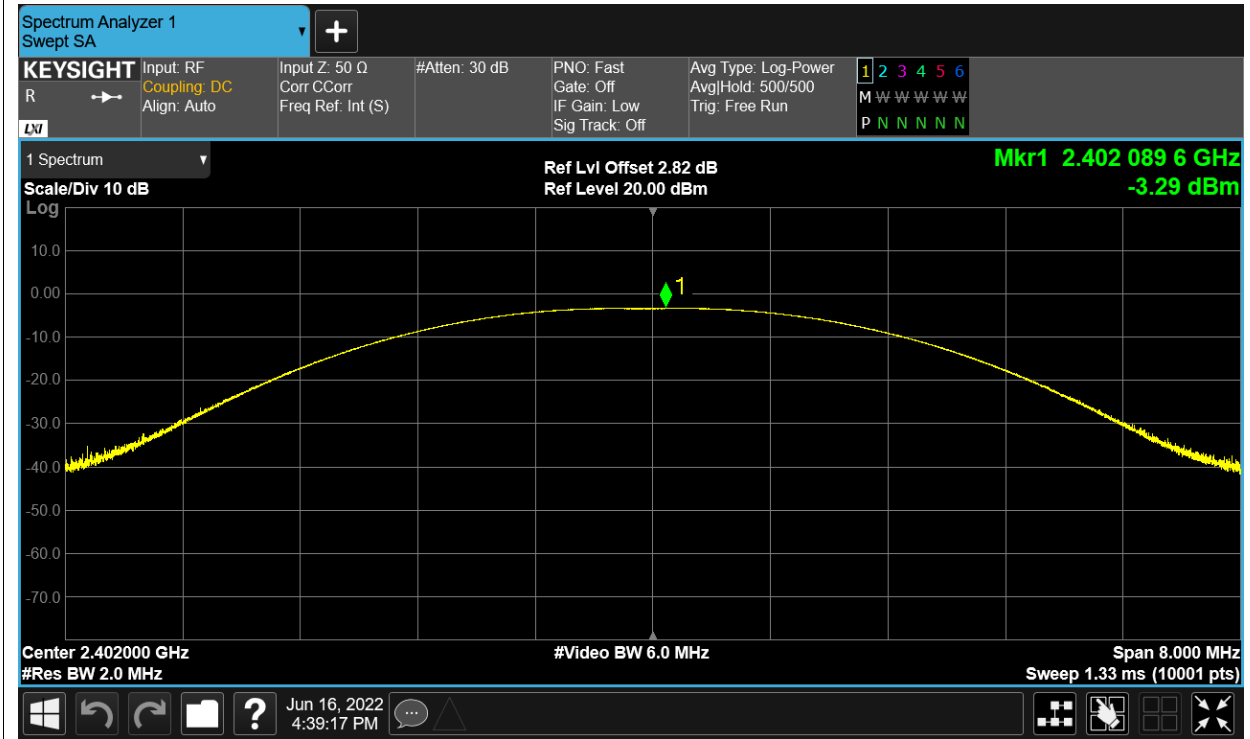 Spectrum Analyzer 1
Swept SA
KEYSIGHT
R
LXI
Input: RF
Coupling: DC
Align: Auto
Input Z: 50 Ω
Corr CCorr
Freq Ref: Int (S)
#Atten: 30 dB
PNO: Fast
Gate: Off
IF Gain: Low
Sig Track: Off
Avg Type: Log-Power
Avg|Hold: 500/500
Trig: Free Run
1 2 3 4 5 6
M W W W W W
P N N N N N
1 Spectrum
Scale/Div 10 dB
Log
Ref Lvl Offset 2.82 dB
Ref Level 20.00 dBm
Mkr1 2.402 089 6 GHz
-3.29 dBm
1
10.0
0.00
-10.0
-20.0
-30.0
-40.0
-50.0
-60.0
-70.0
Center 2.402000 GHz
#Res BW 2.0 MHz
#Video BW 6.0 MHz
Span 8.000 MHz
Sweep 1.33 ms (10001 pts)
?
Jun 16, 2022
4:39:17 PM